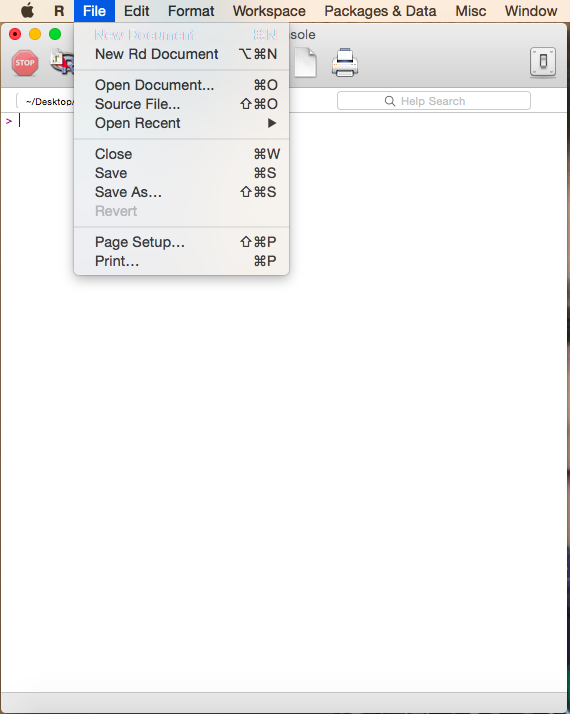 R File Edit Format Workspace Packages & Data Misc Window
New Document ⌘N
sole
New Rd Document ⌥⌘N
STOP
Open Document... ⌘O
~/Desktop/
Source File... ⇧⌘O
Help Search
Open Recent ▶
>
Close ⌘W
Save ⌘S
Save As... ⇧⌘S
Revert
Page Setup... ⇧⌘P
Print... ⌘P